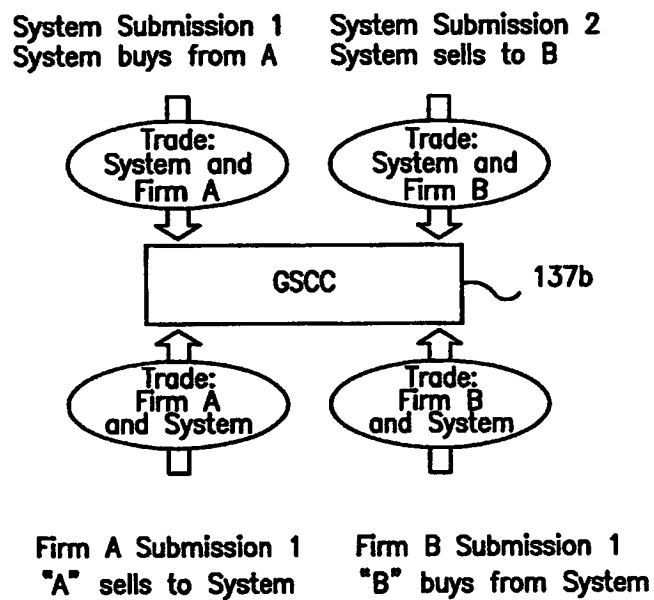 System Submission 1
System buys from A
System Submission 2
System sells to B
Trade:
System and
Firm A
Trade:
System and
Firm B
GSCC
137b
Trade:
Firm A
and System
Trade:
Firm B
and System
Firm A Submission 1
"A" sells to System
Firm B Submission 1
"B" buys from System